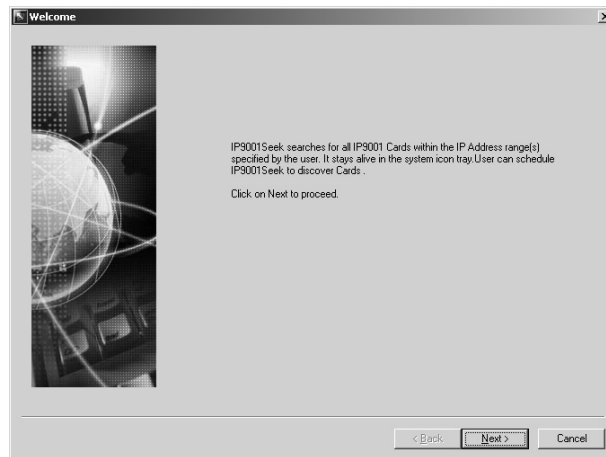 Welcome
IP9001Seek searches for all IP9001 Cards within the IP Address range(s)
specified by the user. It stays alive in the system icon tray.User can schedule
IP9001Seek to discover Cards .
Click on Next to proceed.
< Back
Next >
Cancel